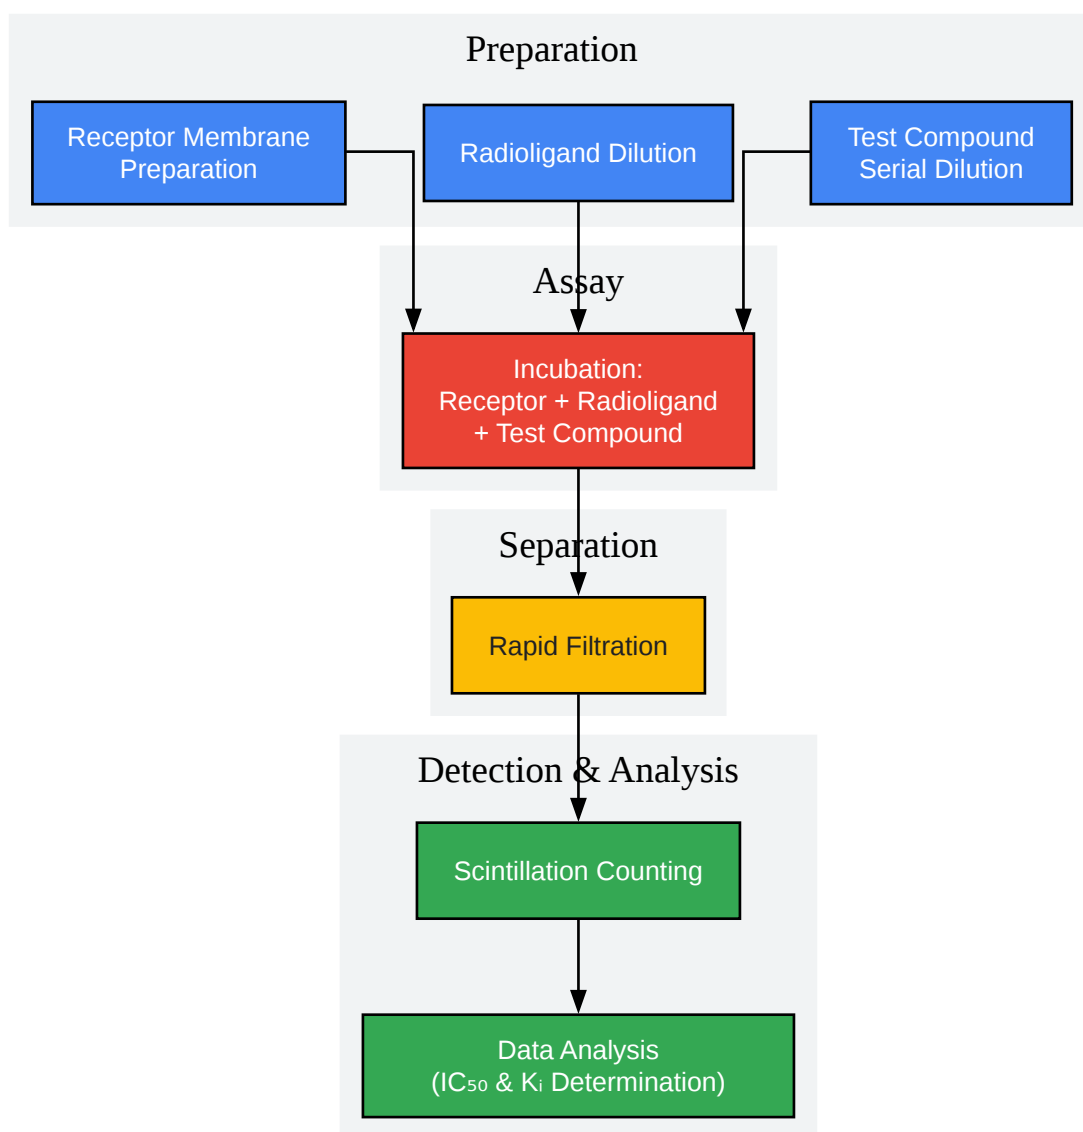 Preparation
Receptor Membrane
Preparation
Radioligand Dilution
Test Compound
Serial Dilution
Assay
Incubation:
Receptor + Radioligand
+ Test Compound
Separation
Rapid Filtration
Detection & Analysis
Scintillation Counting
Data Analysis
(IC₅₀ & Kᵢ Determination)